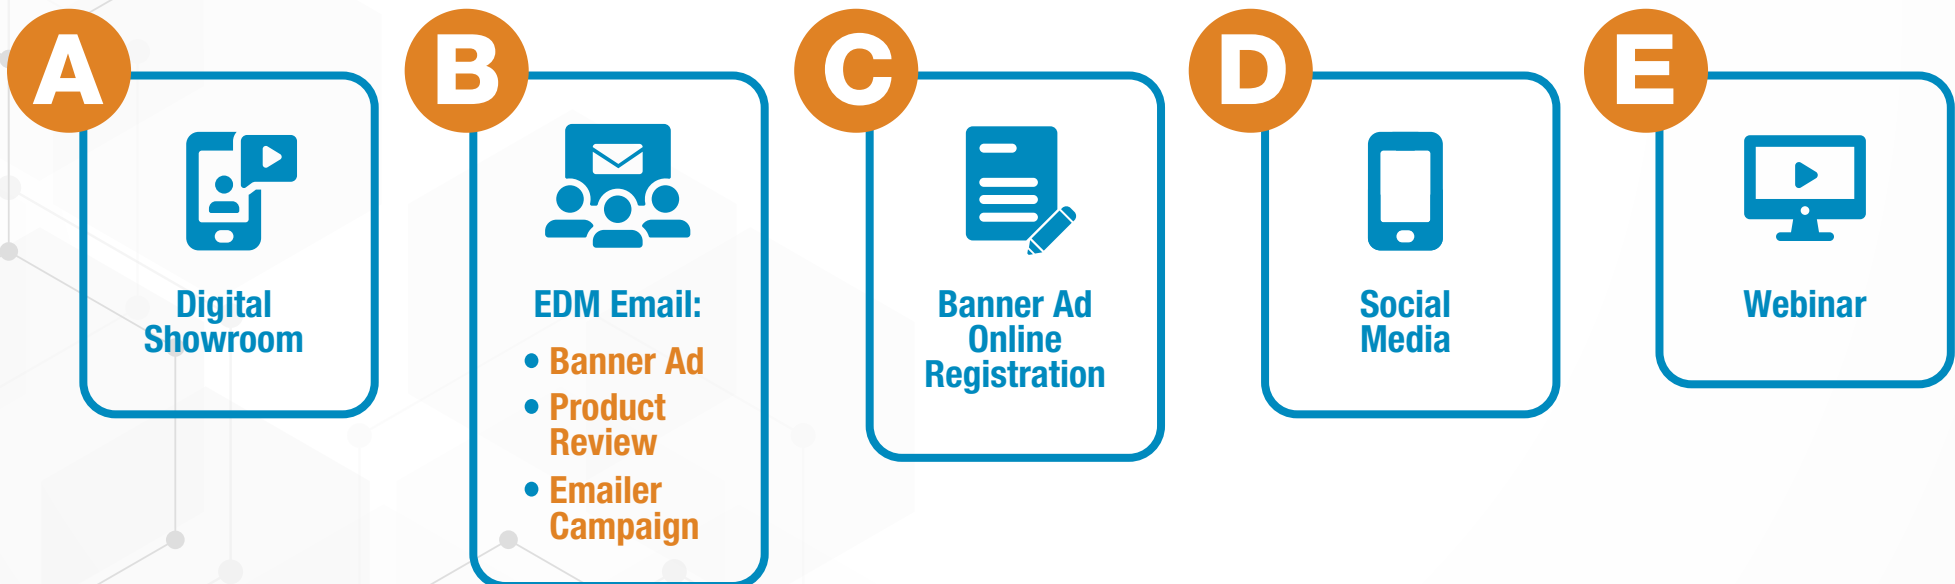 A
Digital
Showroom
B
EDM Email:
• Banner Ad
• Product
Review
• Emailer
Campaign
C
Banner Ad
Online
Registration
D
Social
Media
E
Webinar